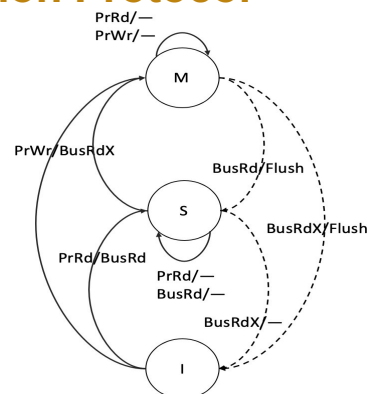 PrRd/—
PrWr/—
M
PrWr/BusRdX
BusRd/Flush
S
BusRdX/Flush
PrRd/BusRd
PrRd/—
BusRd/—
BusRdX/—
I